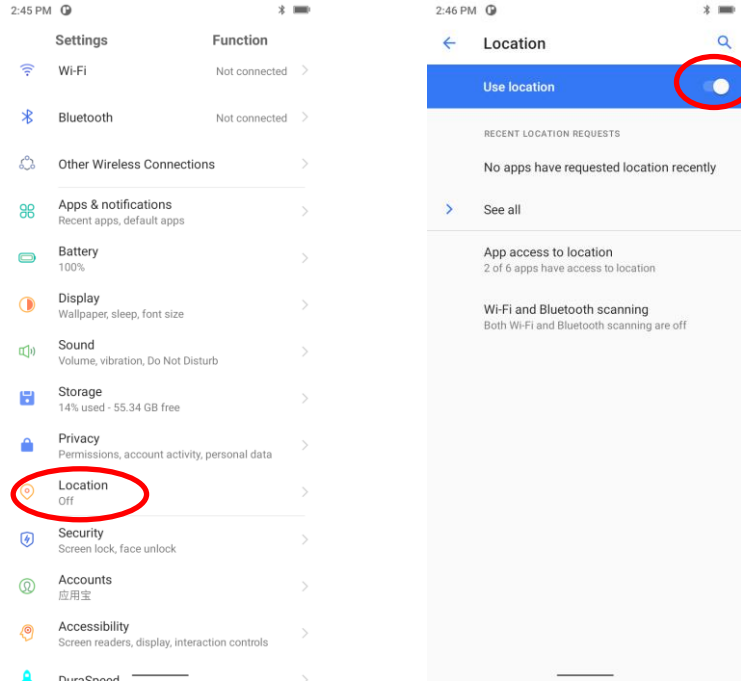 2:45 PM
Settings
Function
Wi-Fi
Not connected
Bluetooth
Not connected
Other Wireless Connections
Apps & notifications
Recent apps, default apps
Battery
100%
Display
Wallpaper, sleep, font size
Sound
Volume, vibration, Do Not Disturb
Storage
14% used - 55.34 GB free
Privacy
Permissions, account activity, personal data
Location
Off
Security
Screen lock, face unlock
Accounts
应用宝
Accessibility
Screen readers, display, interaction controls
DuraSpeed
2:46 PM
Location
Use location
RECENT LOCATION REQUESTS
No apps have requested location recently
See all
App access to location
2 of 6 apps have access to location
Wi-Fi and Bluetooth scanning
Both Wi-Fi and Bluetooth scanning are off